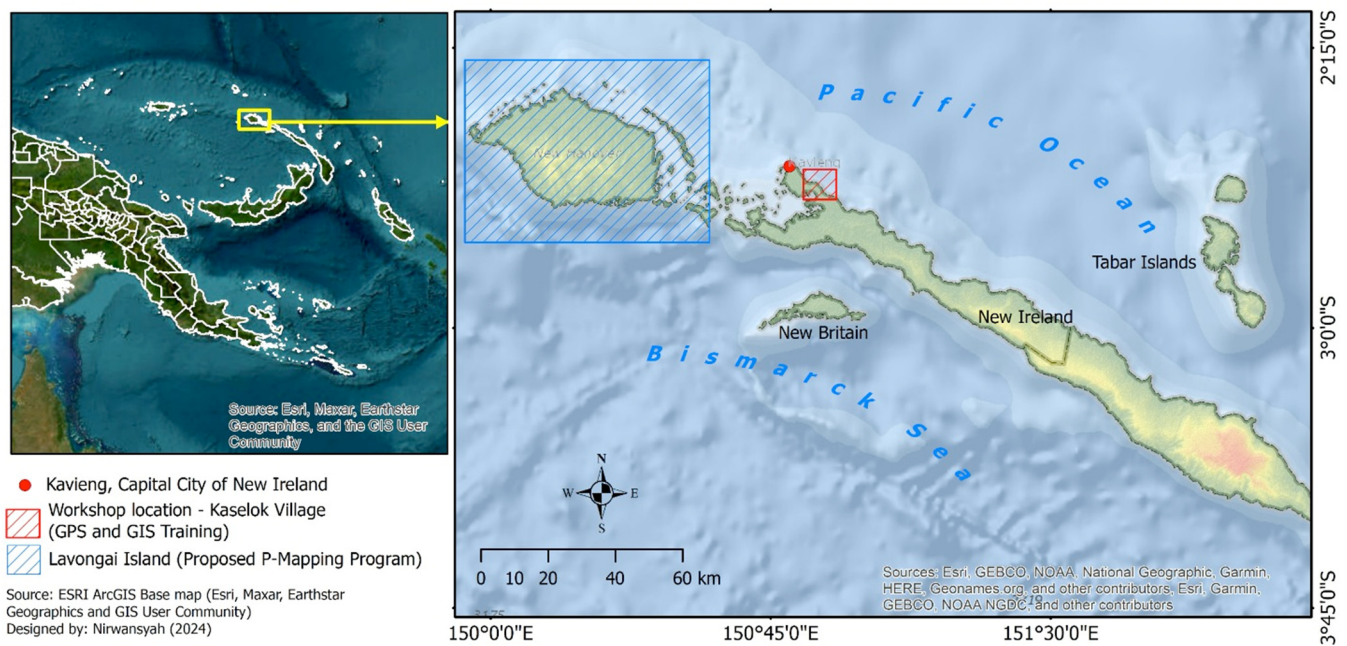 Source: Esri, Maxar, Earthstar
Geographics, and the GIS User
Community
Kavieng, Capital City of New Ireland
Workshop location - Kaselok Village
(GPS and GIS Training)
Lavongai Island (Proposed P-Mapping Program)
Source: ESRI ArcGIS Base map (Esri, Maxar, Earthstar
Geographics and GIS User Community)
Designed by: Nirwansyah (2024)
Pacific Ocean
New Hanover
Kavieng
Tabar Islands
New Ireland
New Britain
Bismarck Sea
N
W E
S
0 10 20 40 60 km
Sources: Esri, GEBCO, NOAA, National Geographic, Garmin,
HERE, Geonames.org, and other contributors, Esri, Garmin,
GEBCO, NOAA NGDC, and other contributors
3175
2°15'0"S
3°0'0"S
3°45'0"S
150°0'0"E
150°45'0"E
151°30'0"E